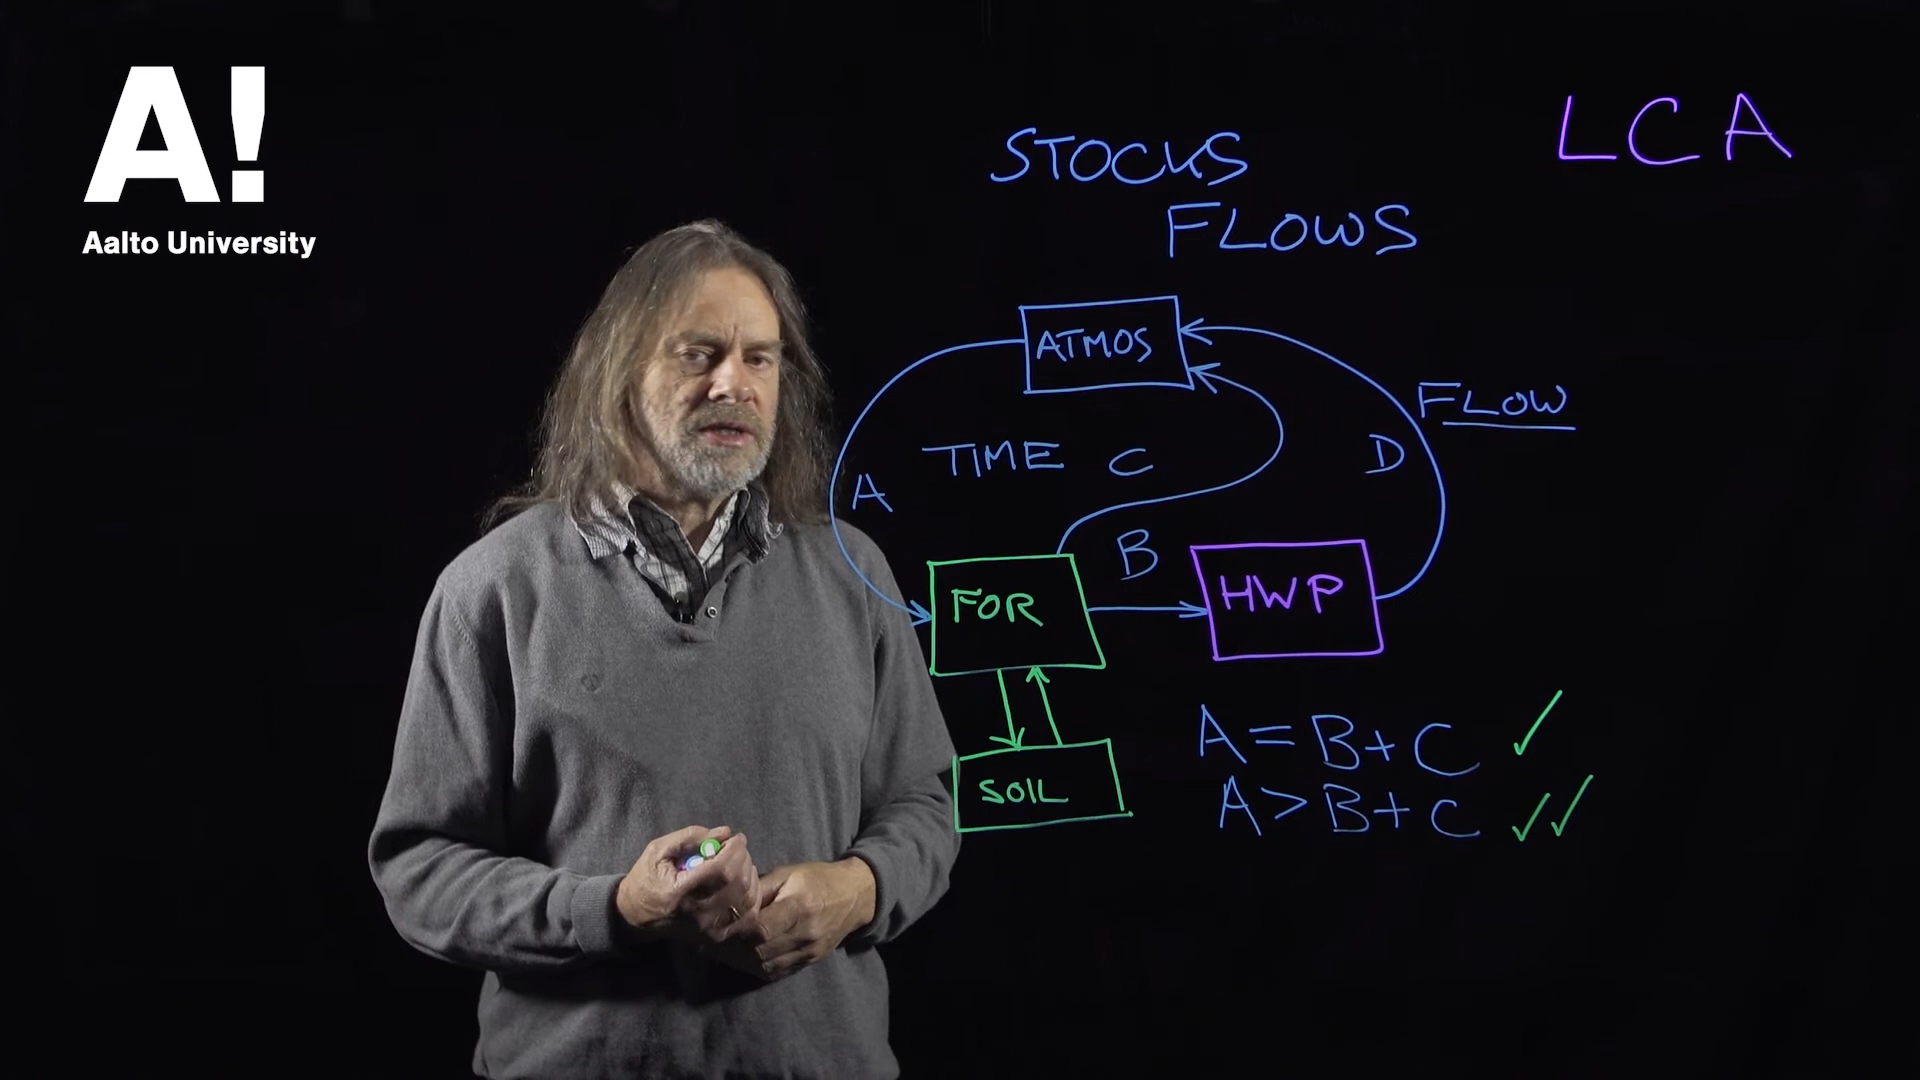 A!
Aalto University
LCA
STOCKS
FLOWS
ATMOS
FLOW
TIME
C
D
A
B
FOR
HWP
A=B+C
SOIL
A>B+C